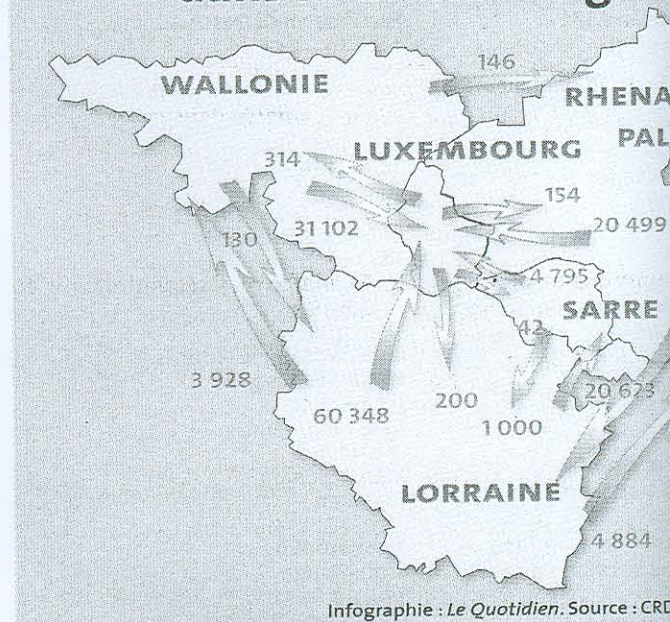 146
WALLONIE
RHENA
PAL
LUXEMBOURG
314
154
31 102
20 499
130
4 795
SARRE
42
3 928
60 348
200
1 000
20 623
LORRAINE
4 884
Infographie : Le Quotidien. Source : CRD